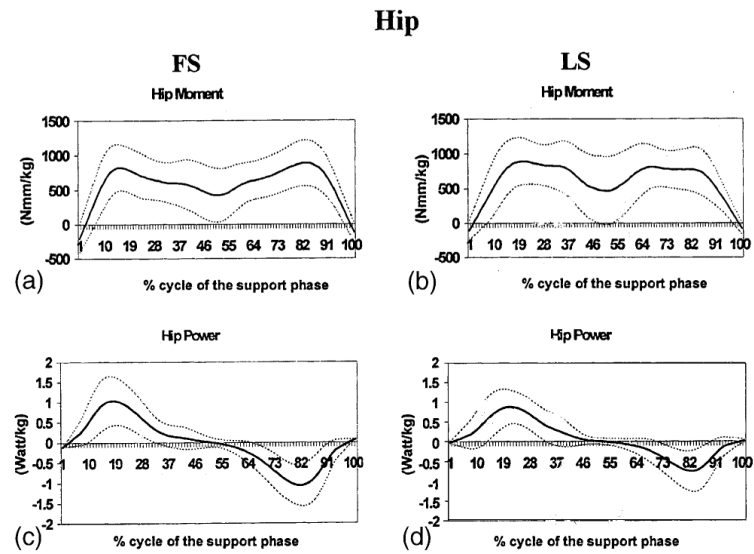 Hip
FS
LS
Hip Moment
Hip Moment
1500
1000
500
0
-500
(Nmm/kg)
1 10 19 28 37 46 55 64 73 82 91 100
(a)
% cycle of the support phase
1500
1000
500
0
-500
(Nmm/kg)
1 10 19 28 37 46 55 64 73 82 91 100
(b)
% cycle of the support phase
Hip Power
Hip Power
2
1.5
1
0.5
0
-0.5
-1
-1.5
-2
(Watt/kg)
1 10 19 28 37 46 55 64 73 82 91 100
(c)
% cycle of the support phase
2
1.5
1
0.5
0
-0.5
-1
-1.5
-2
(Watt/kg)
1 10 19 28 37 46 55 64 73 82 91 100
(d)
% cycle of the support phase